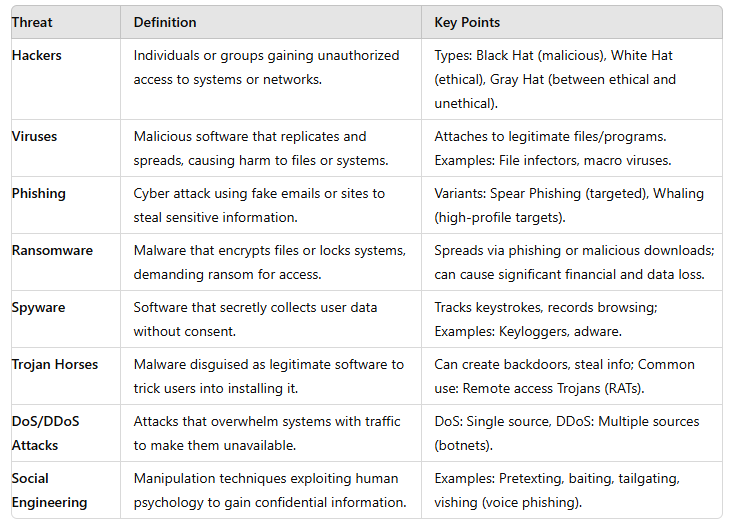 Threat Definition Key Points
Hackers Individuals or groups gaining unauthorized Types: Black Hat (malicious), White Hat
access to systems or networks. (ethical), Gray Hat (between ethical and
unethical).
Viruses Malicious software that replicates and Attaches to legitimate files/programs.
spreads, causing harm to files or systems. Examples: File infectors, macro viruses.
Phishing Cyber attack using fake emails or sites to Variants: Spear Phishing (targeted), Whaling
steal sensitive information. (high-profile targets).
Ransomware Malware that encrypts files or locks systems, Spreads via phishing or malicious downloads;
demanding ransom for access. can cause significant financial and data loss.
Spyware Software that secretly collects user data Tracks keystrokes, records browsing;
without consent. Examples: Keyloggers, adware.
Trojan Horses Malware disguised as legitimate software to Can create backdoors, steal info; Common
trick users into installing it. use: Remote access Trojans (RATs).
DoS/DDoS Attacks that overwhelm systems with traffic DoS: Single source, DDoS: Multiple sources
Attacks to make them unavailable. (botnets).
Social Manipulation techniques exploiting human Examples: Pretexting, baiting, tailgating,
Engineering psychology to gain confidential information. vishing (voice phishing).